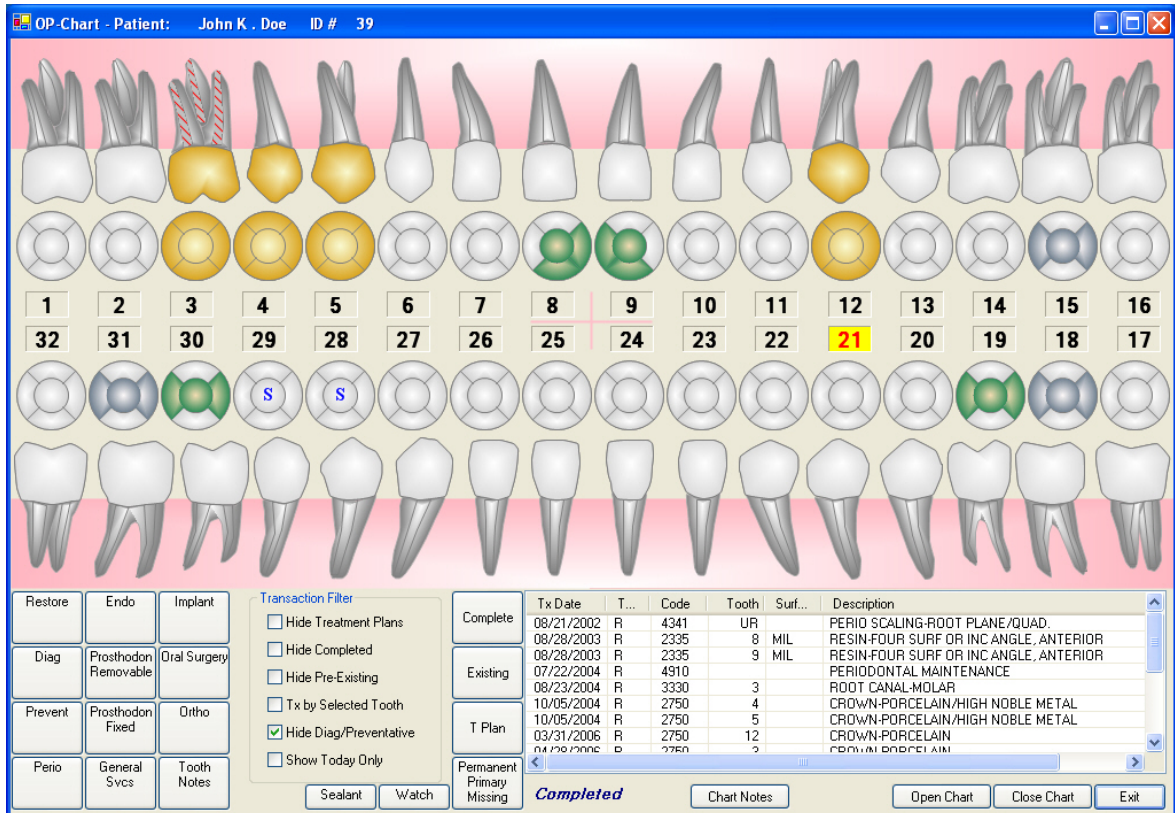 OP-Chart - Patient: John K . Doe ID # 39
1 2 3 4 5 6 7 8 9 10 11 12 13 14 15 16
32 31 30 29 28 27 26 25 24 23 22 21 20 19 18 17
S S
Restore Endo Implant
Diag Prosthodon Removable Oral Surgery
Prevent Prosthodon Fixed Ortho
Perio General Svcs Tooth Notes
Transaction Filter
Hide Treatment Plans
Hide Completed
Hide Pre-Existing
Tx by Selected Tooth
Hide Diag/Preventative
Show Today Only
Sealant Watch
Complete
Existing
T Plan
Permanent
Primary
Missing
Tx Date T... Code Tooth Surf... Description
08/21/2002 R 4341 UR PERIO SCALING-ROOT PLANE/QUAD.
08/28/2003 R 2335 8 MIL RESIN-FOUR SURF OR INC ANGLE, ANTERIOR
08/28/2003 R 2335 9 MIL RESIN-FOUR SURF OR INC ANGLE, ANTERIOR
07/22/2004 R 4910 PERIODONTAL MAINTENANCE
08/23/2004 R 3330 3 ROOT CANAL-MOLAR
10/05/2004 R 2750 4 CROWN-PORCELAIN/HIGH NOBLE METAL
10/05/2004 R 2750 5 CROWN-PORCELAIN/HIGH NOBLE METAL
03/31/2006 R 2750 12 CROWN-PORCELAIN
04/28/2006 R 2750 3 CROWN-PORCELAIN
Completed Chart Notes Open Chart Close Chart Exit